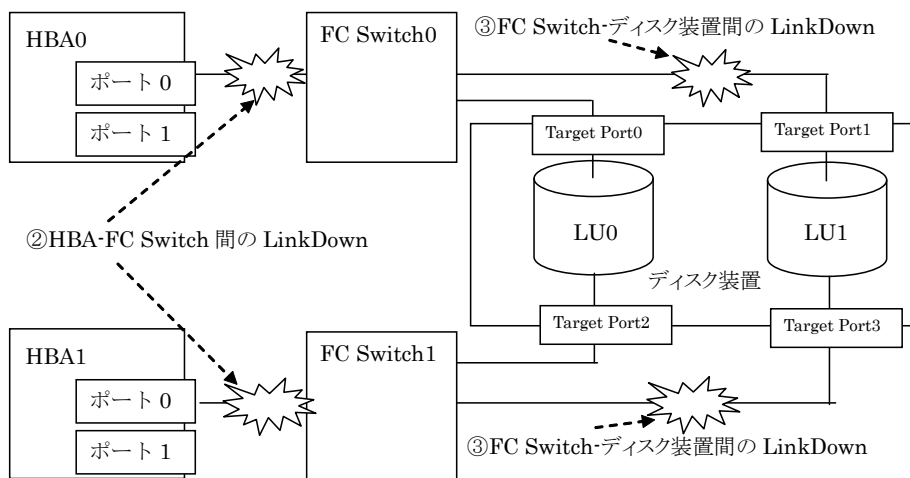 HBA0
ポート 0
ポート 1
FC Switch0
③FC Switch-ディスク装置間の LinkDown
Target Port0
Target Port1
LU0
LU1
ディスク装置
②HBA-FC Switch 間の LinkDown
Target Port2
Target Port3
HBA1
ポート 0
ポート 1
FC Switch1
③FC Switch-ディスク装置間の LinkDown